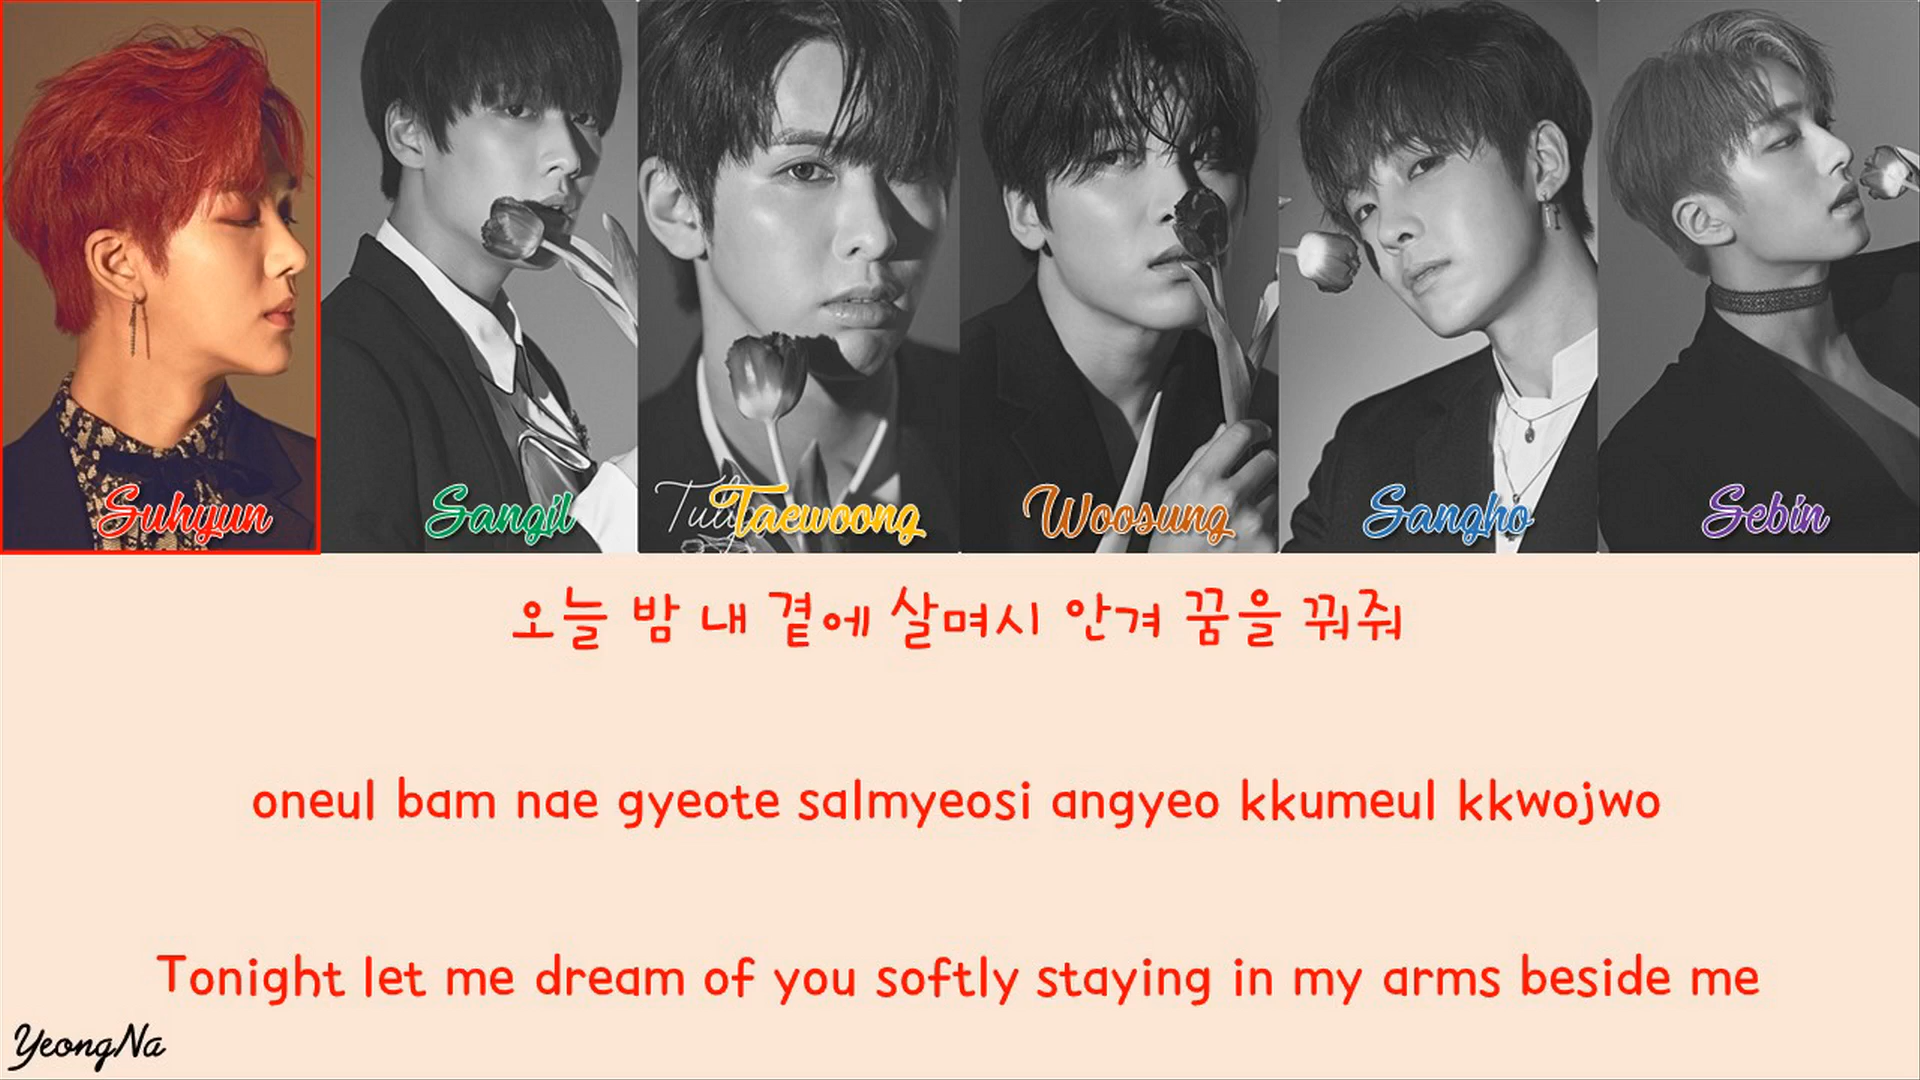 Suhyun
Sangil
Taewoong
Woosung
Sangho
Sebin
오늘 밤 내 곁에 살며시 안겨 꿈을 꿔줘
oneul bam nae gyeote salmyeosi angyeo kkumeul kkwojwo
Tonight let me dream of you softly staying in my arms beside me
YeongNa